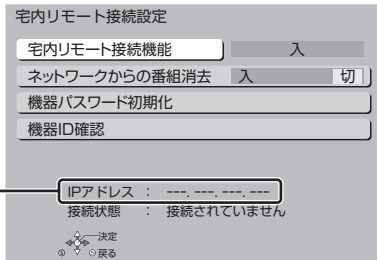 宅内リモート接続設定
宅内リモート接続機能 入
ネットワークからの番組消去 入 切
機器パスワード初期化
機器ID確認
IPアドレス : ---. ---. ---. ---
接続状態 : 接続されていません
決定
S 戻る